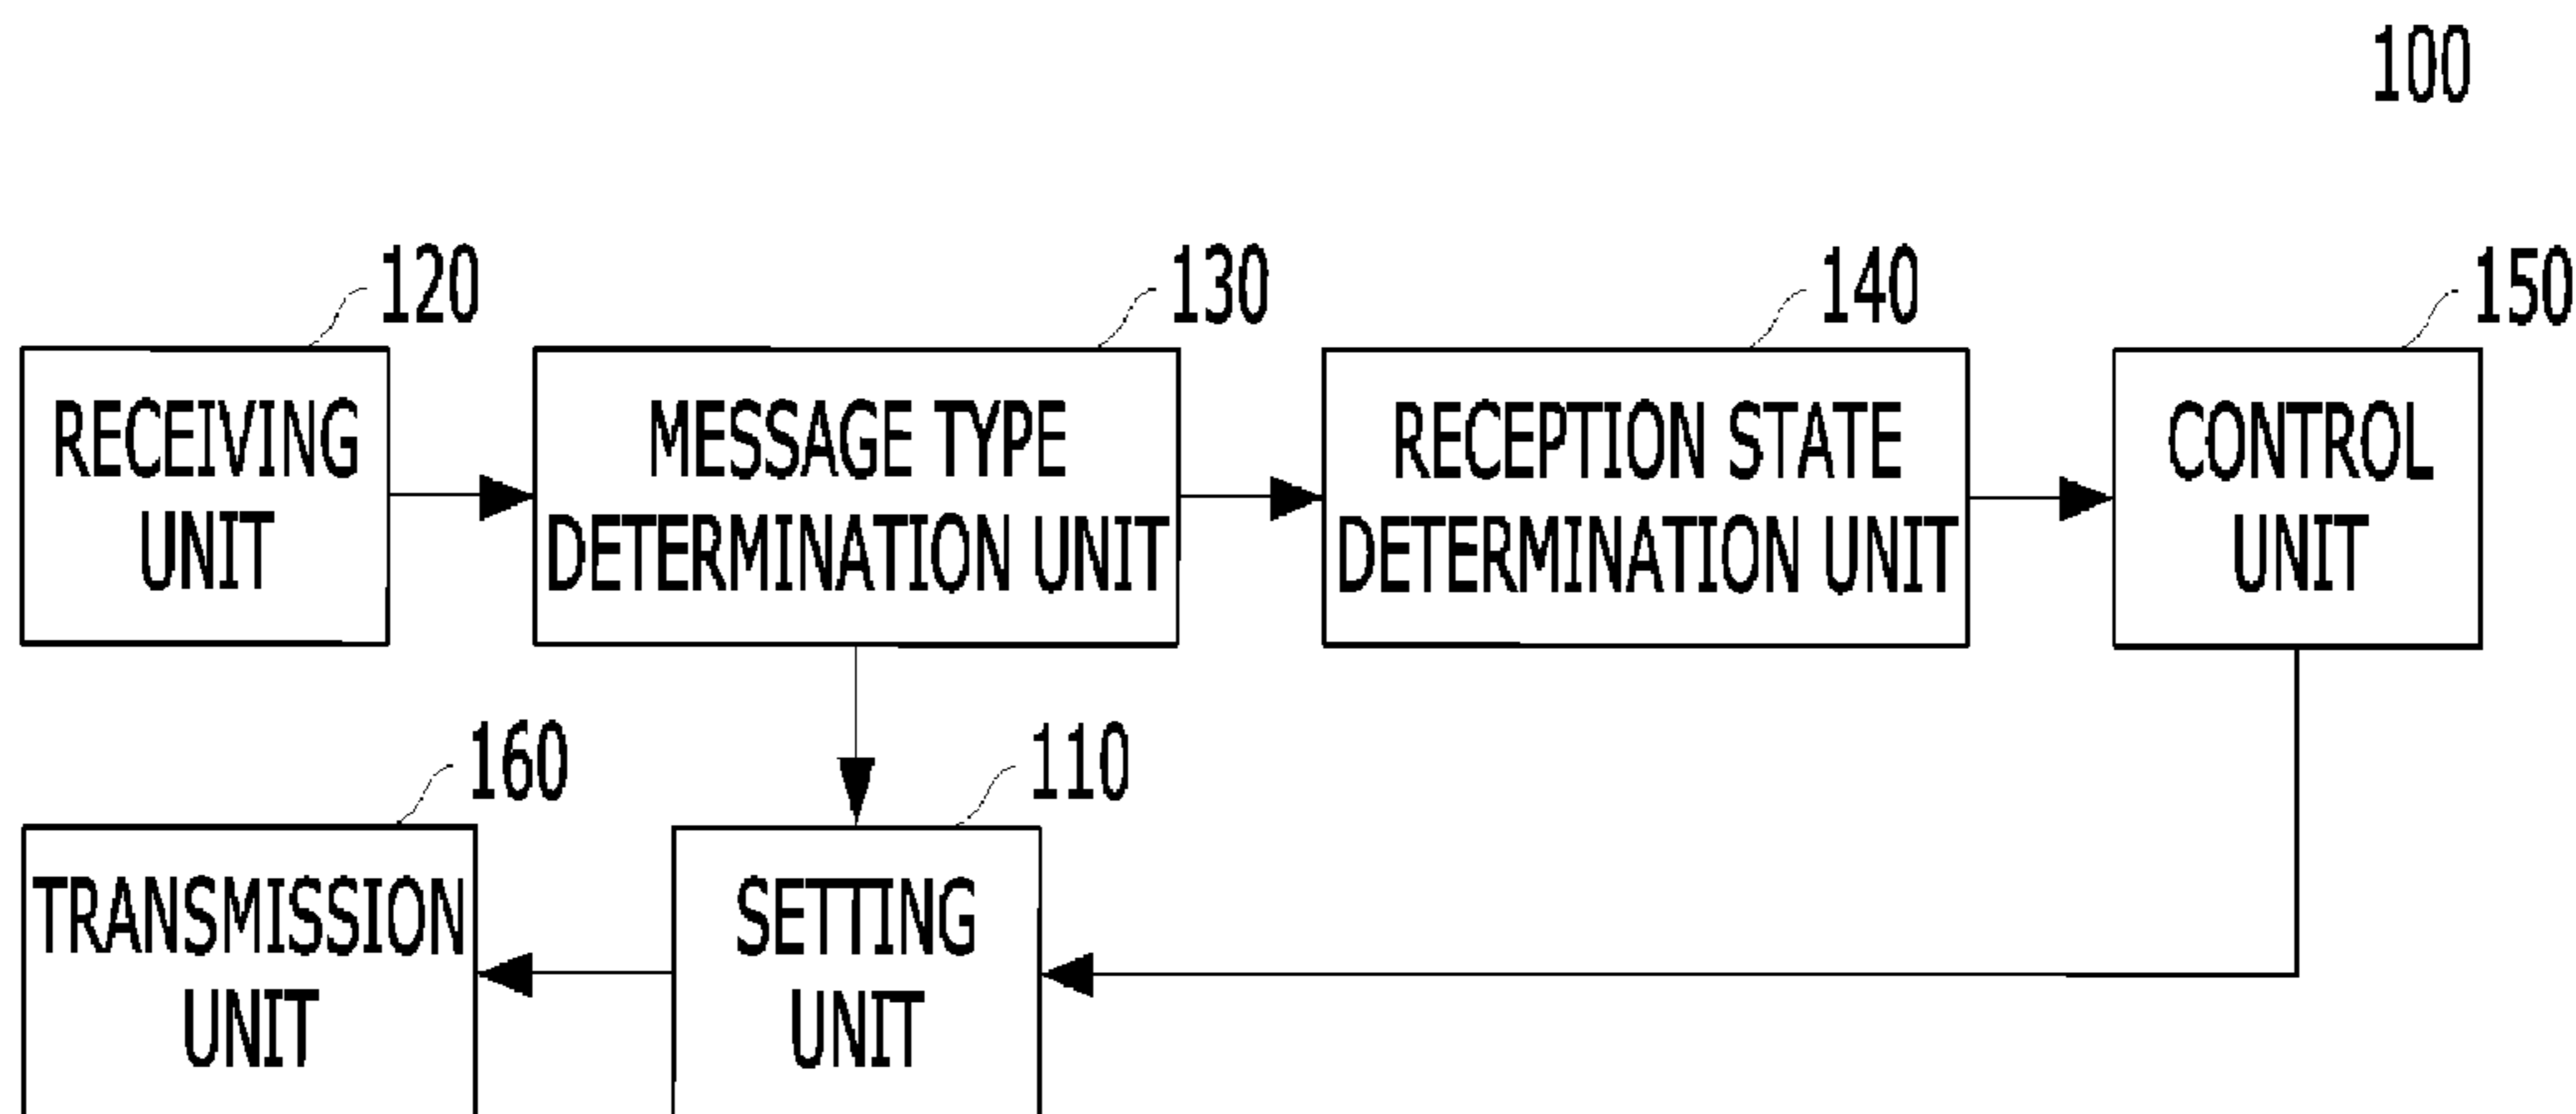 100
120
130
140
150
RECEIVING
UNIT
MESSAGE TYPE
DETERMINATION UNIT
RECEPTION STATE
DETERMINATION UNIT
CONTROL
UNIT
160
110
TRANSMISSION
UNIT
SETTING
UNIT